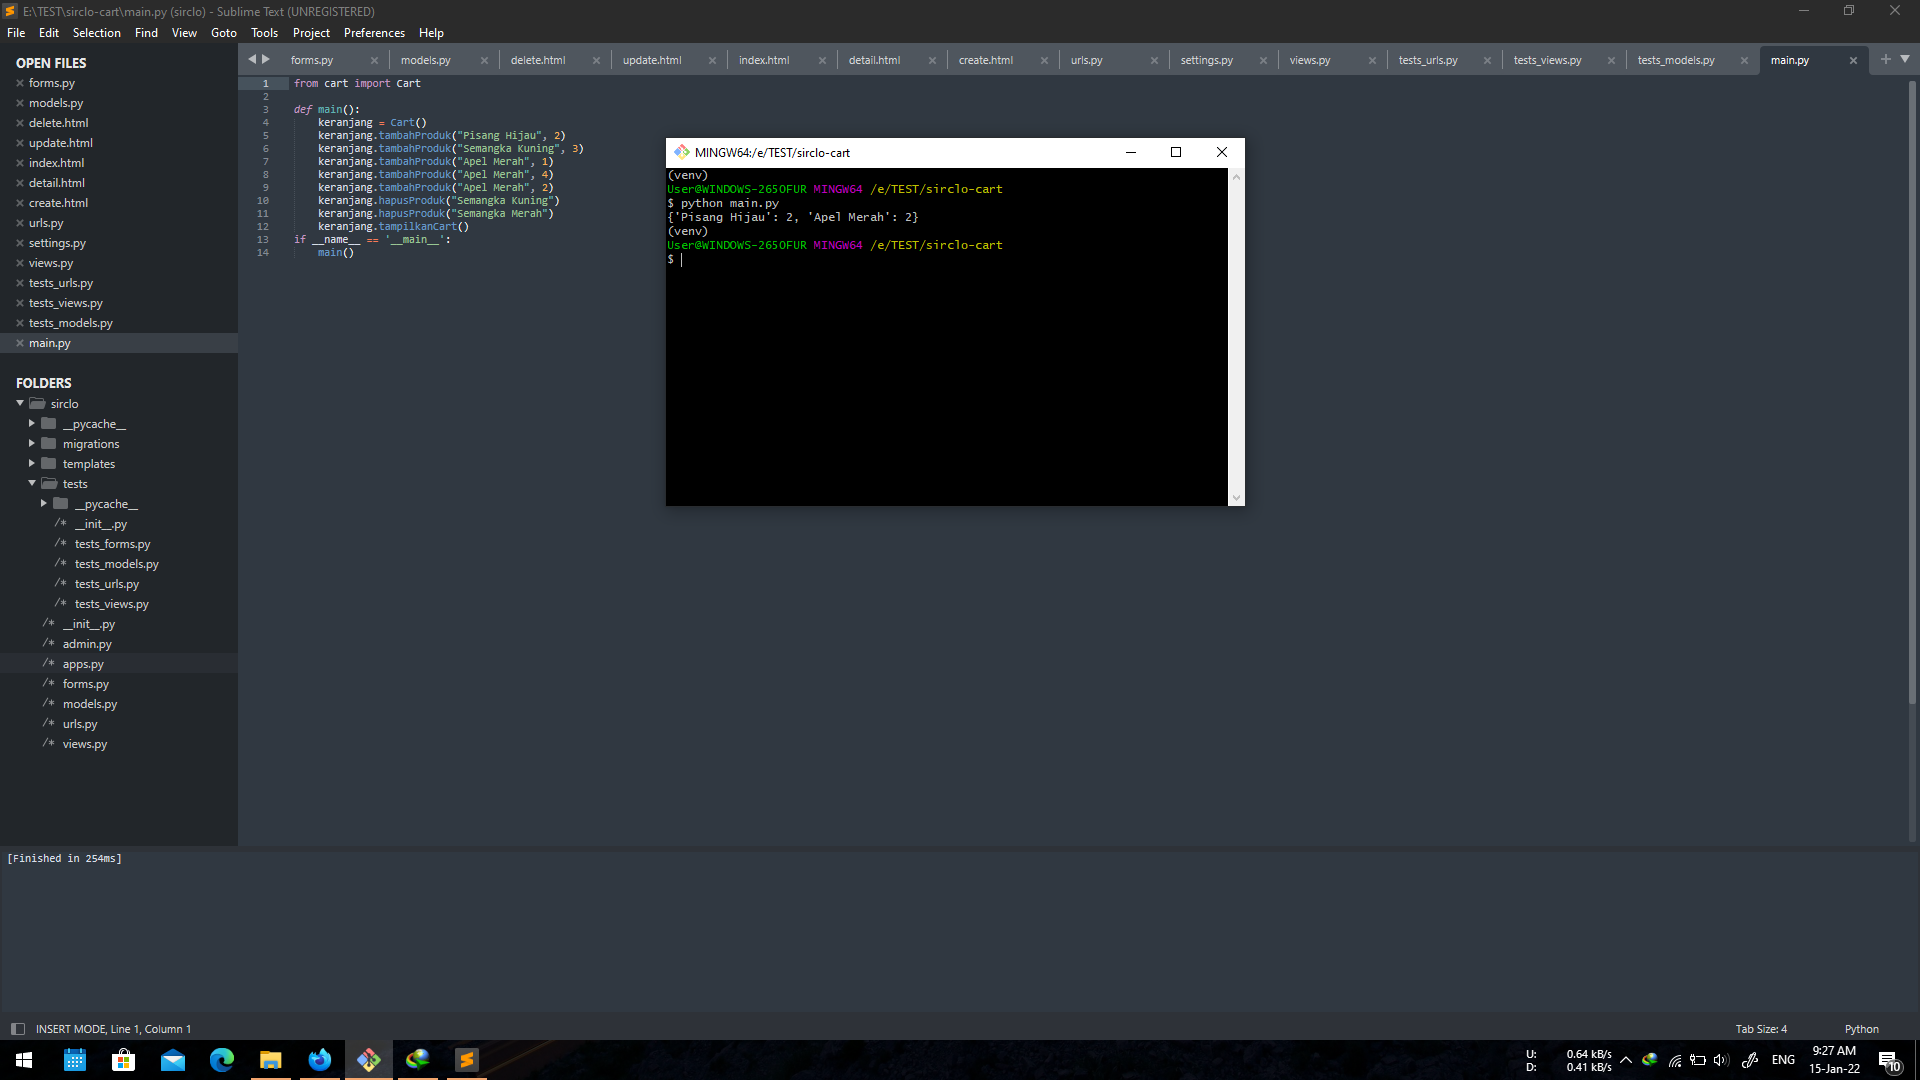 E:\TEST\sirclo-cart\main.py (sirclo) - Sublime Text (UNREGISTERED)
File Edit Selection Find View Goto Tools Project Preferences Help
OPEN FILES
forms.py
models.py
delete.html
update.html
index.html
detail.html
create.html
urls.py
settings.py
views.py
tests_urls.py
tests_views.py
tests_models.py
main.py
FOLDERS
sirclo
__pycache__
migrations
templates
tests
__pycache__
/* __init__.py
/* tests_forms.py
/* tests_models.py
/* tests_urls.py
/* tests_views.py
/* __init__.py
/* admin.py
/* apps.py
/* forms.py
/* models.py
/* urls.py
/* views.py
forms.py models.py delete.html update.html index.html detail.html create.html urls.py settings.py views.py tests_urls.py tests_views.py tests_models.py main.py
1 from cart import Cart
2
3 def main():
4 keranjang = Cart()
5 keranjang.tambahProduk("Pisang Hijau", 2)
6 keranjang.tambahProduk("Semangka Kuning", 3)
7 keranjang.tambahProduk("Apel Merah", 1)
8 keranjang.tambahProduk("Apel Merah", 4)
9 keranjang.tambahProduk("Apel Merah", 2)
10 keranjang.hapusProduk("Semangka Kuning")
11 keranjang.hapusProduk("Semangka Merah")
12 keranjang.tampilkanCart()
13 if __name__ == '__main__':
14 main()
MINGW64:/e/TEST/sirclo-cart
(venv)
User@WINDOWS-265OFUR MINGW64 /e/TEST/sirclo-cart
$ python main.py
{'Pisang Hijau': 2, 'Apel Merah': 2}
(venv)
User@WINDOWS-265OFUR MINGW64 /e/TEST/sirclo-cart
$
[Finished in 254ms]
INSERT MODE, Line 1, Column 1
Tab Size: 4
Python
U: 0.64 kB/s
D: 0.41 kB/s
ENG
9:27 AM
15-Jan-22
10